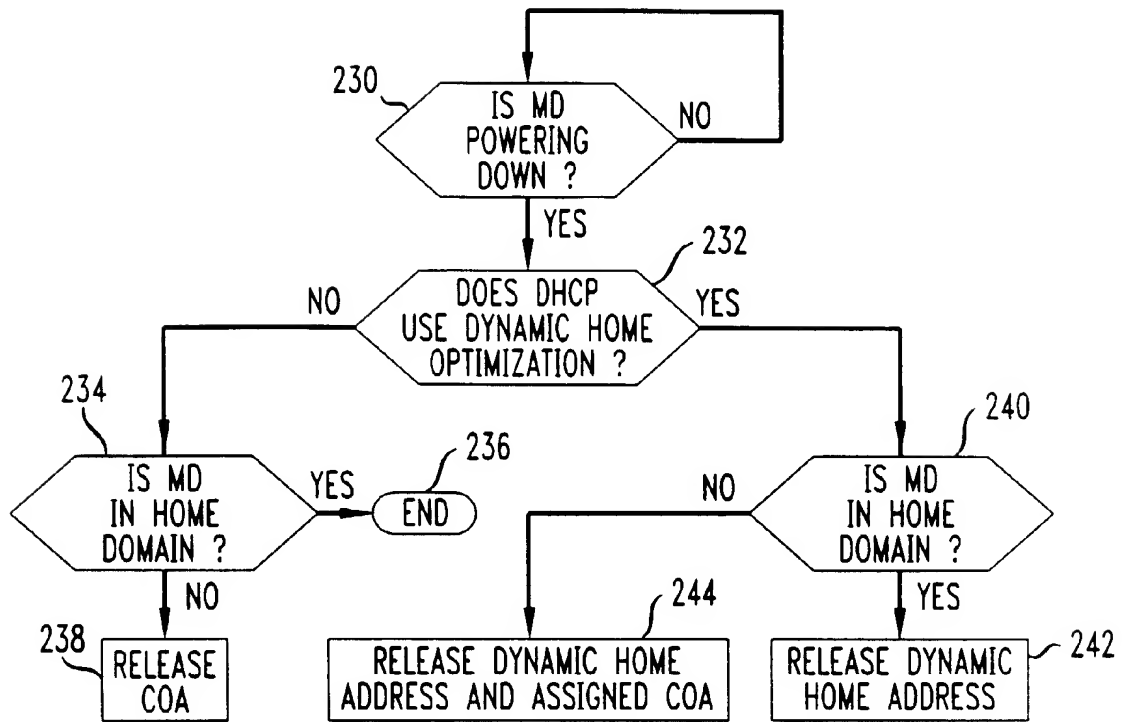 230
IS MD
POWERING
DOWN ?
NO
YES
232
DOES DHCP
USE DYNAMIC HOME
OPTIMIZATION ?
NO
YES
234
IS MD
IN HOME
DOMAIN ?
YES
236
END
NO
238
RELEASE
COA
240
IS MD
IN HOME
DOMAIN ?
NO
YES
244
RELEASE DYNAMIC HOME
ADDRESS AND ASSIGNED COA
RELEASE DYNAMIC
HOME ADDRESS
242